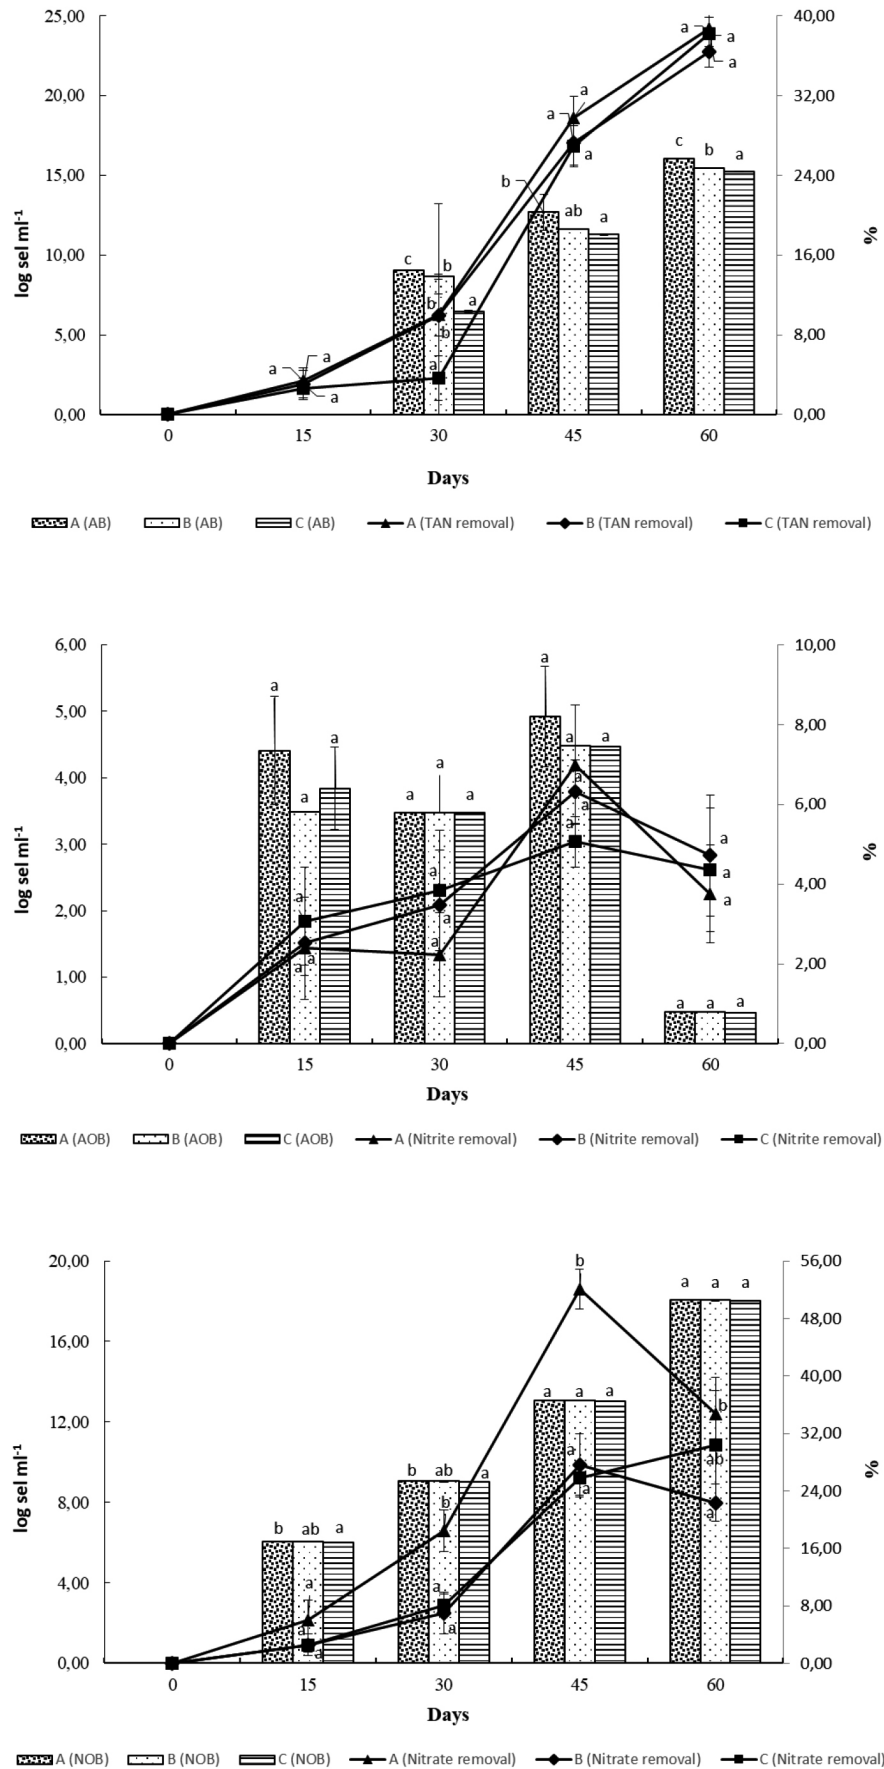 25,00 40,00
a a
a
20,00 32,00
a
a
a
c b a
15,00 24,00
b ab a
10,00 16,00
c b
a
b
b
5,00 8,00
a
a a
a
0,00 0,00
log sel ml-1
%
0 15 30 45 60
Days
A (AB) B (AB) C (AB) A (TAN removal) B (TAN removal) C (TAN removal)
6,00 10,00
a
a
5,00 8,00
a a a a
4,00 6,00
a a a a a a
3,00 4,00
a a
a a
a
2,00 2,00
a a a
a a
1,00
a a a
0,00 0,00
log sel ml-1
%
0 15 30 45 60
Days
A (AOB) B (AOB) C (AOB) A (Nitrite removal) B (Nitrite removal) C (Nitrite removal)
20,00 56,00
b
a a a
48,00
16,00
40,00
a a a
b
12,00 32,00
a
ab
b ab a
a
24,00
8,00
b
a
b ab a
16,00
4,00
a a
8,00
a a
a
0,00 0,00
log sel ml-1
%
0 15 30 45 60
Days
A (NOB) B (NOB) C (NOB) A (Nitrate removal) B (Nitrate removal) C (Nitrate removal)